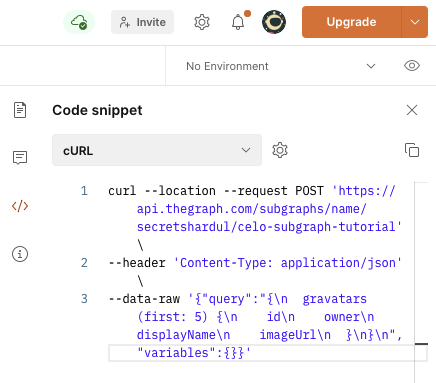 Invite
Upgrade
No Environment
Code snippet
cURL
1 curl --location --request POST 'https://
api.thegraph.com/subgraphs/name/
secretshardul/celo-subgraph-tutorial'
\
2 --header 'Content-Type: application/json'
\
3 --data-raw '{"query":"{\n  gravatars
(first: 5) {\n    id\n    owner\n
displayName\n    imageUrl\n  }\n}\n",
"variables":{}}'